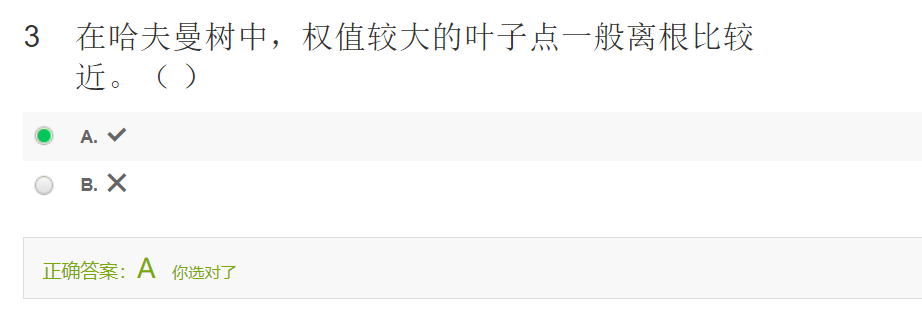 3 在哈夫曼树中，权值较大的叶子点一般离根比较
近。（ ）
A. ✓
B. ✕
正确答案：A 你选对了